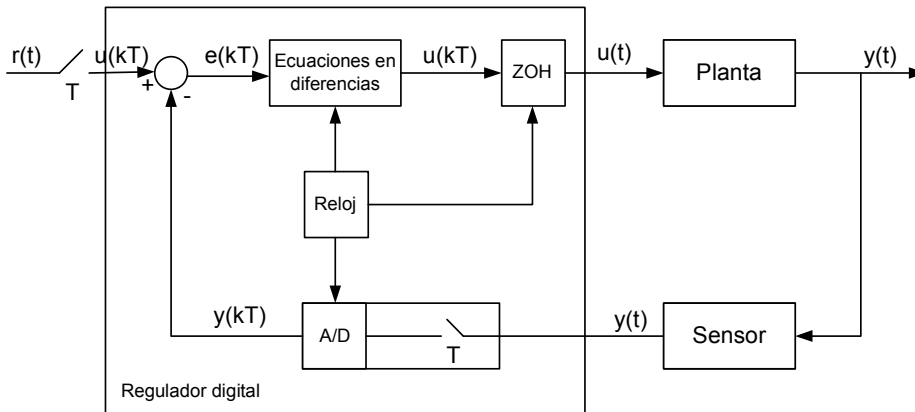 r(t)
T
u(kT)
+
-
e(kT)
Ecuaciones en
diferencias
u(kT)
ZOH
u(t)
Planta
y(t)
Reloj
y(kT)
A/D
T
y(t)
Sensor
Regulador digital